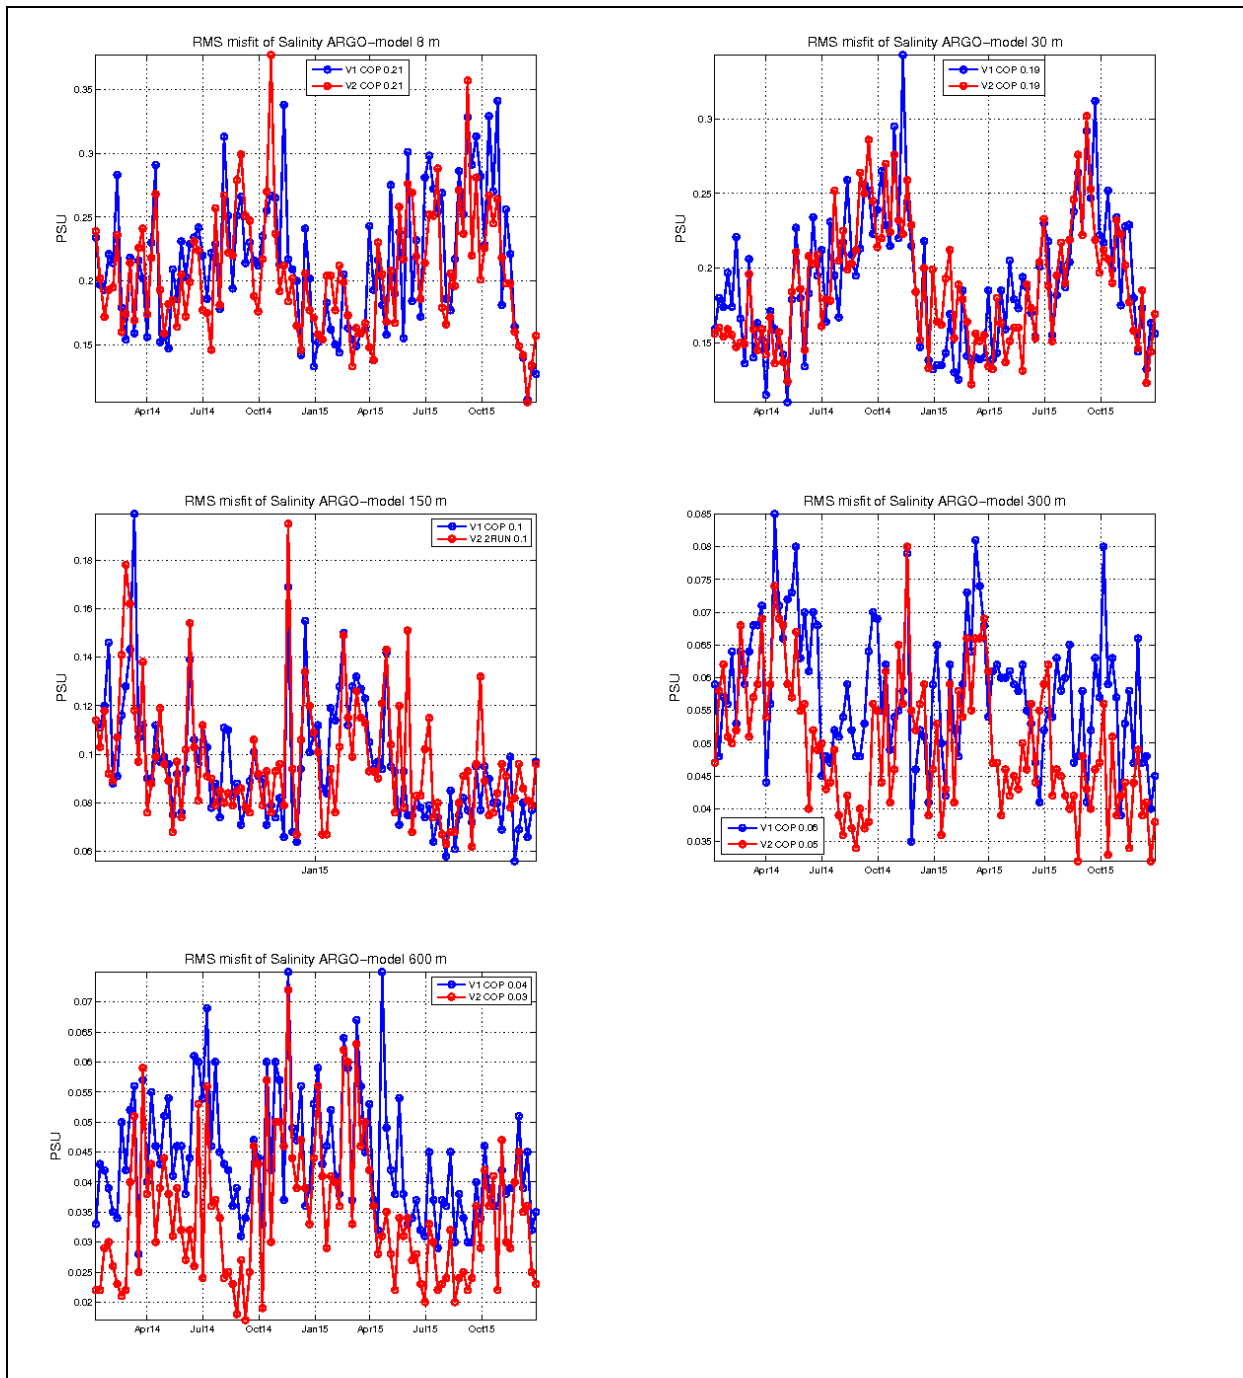 RMS misfit of Salinity ARGO-model 8 m
V1 COP 0.21
V2 COP 0.21
0.35
0.3
0.25
0.2
0.15
PSU
Apr14 Jul14 Oct14 Jan15 Apr15 Jul15 Oct15
RMS misfit of Salinity ARGO-model 30 m
V1 COP 0.19
V2 COP 0.19
0.3
0.25
0.2
0.15
PSU
Apr14 Jul14 Oct14 Jan15 Apr15 Jul15 Oct15
RMS misfit of Salinity ARGO-model 150 m
V1 COP 0.1
V2 2RUN 0.1
0.18
0.16
0.14
0.12
0.1
0.08
0.06
PSU
Jan15
RMS misfit of Salinity ARGO-model 300 m
0.085
0.08
0.075
0.07
0.065
0.06
0.055
0.05
0.045
0.04
0.035
PSU
V1 COP 0.06
V2 COP 0.05
Apr14 Jul14 Oct14 Jan15 Apr15 Jul15 Oct15
RMS misfit of Salinity ARGO-model 600 m
V1 COP 0.04
V2 COP 0.03
0.07
0.065
0.06
0.055
0.05
0.045
0.04
0.035
0.03
0.025
0.02
PSU
Apr14 Jul14 Oct14 Jan15 Apr15 Jul15 Oct15